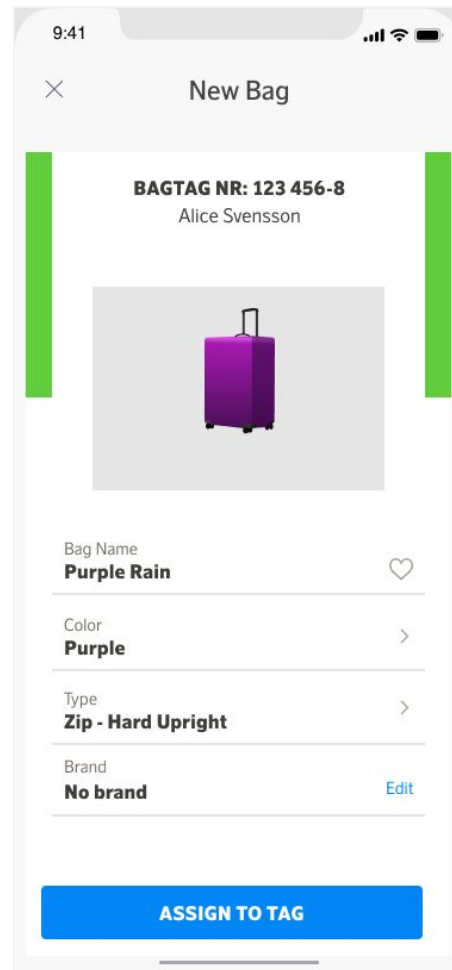 9:41
New Bag
BAGTAG NR: 123 456-8
Alice Svensson
Bag Name
Purple Rain
Color
Purple
Type
Zip - Hard Upright
Brand
No brand
Edit
ASSIGN TO TAG